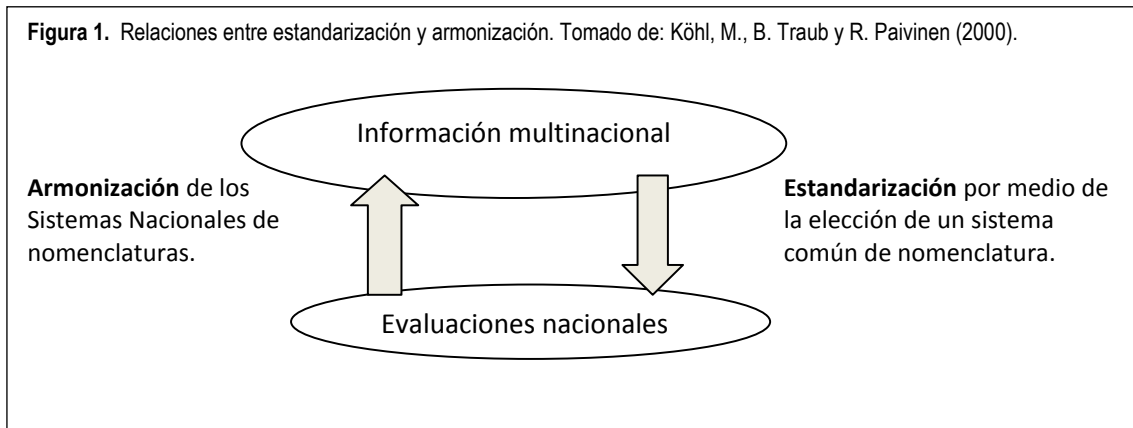 Figura 1. Relaciones entre estandarización y armonización. Tomado de: Köhl, M., B. Traub y R. Paivinen (2000).
Información multinacional
Armonización de los
Sistemas Nacionales de
nomenclaturas.
Estandarización por medio de
la elección de un sistema
común de nomenclatura.
Evaluaciones nacionales